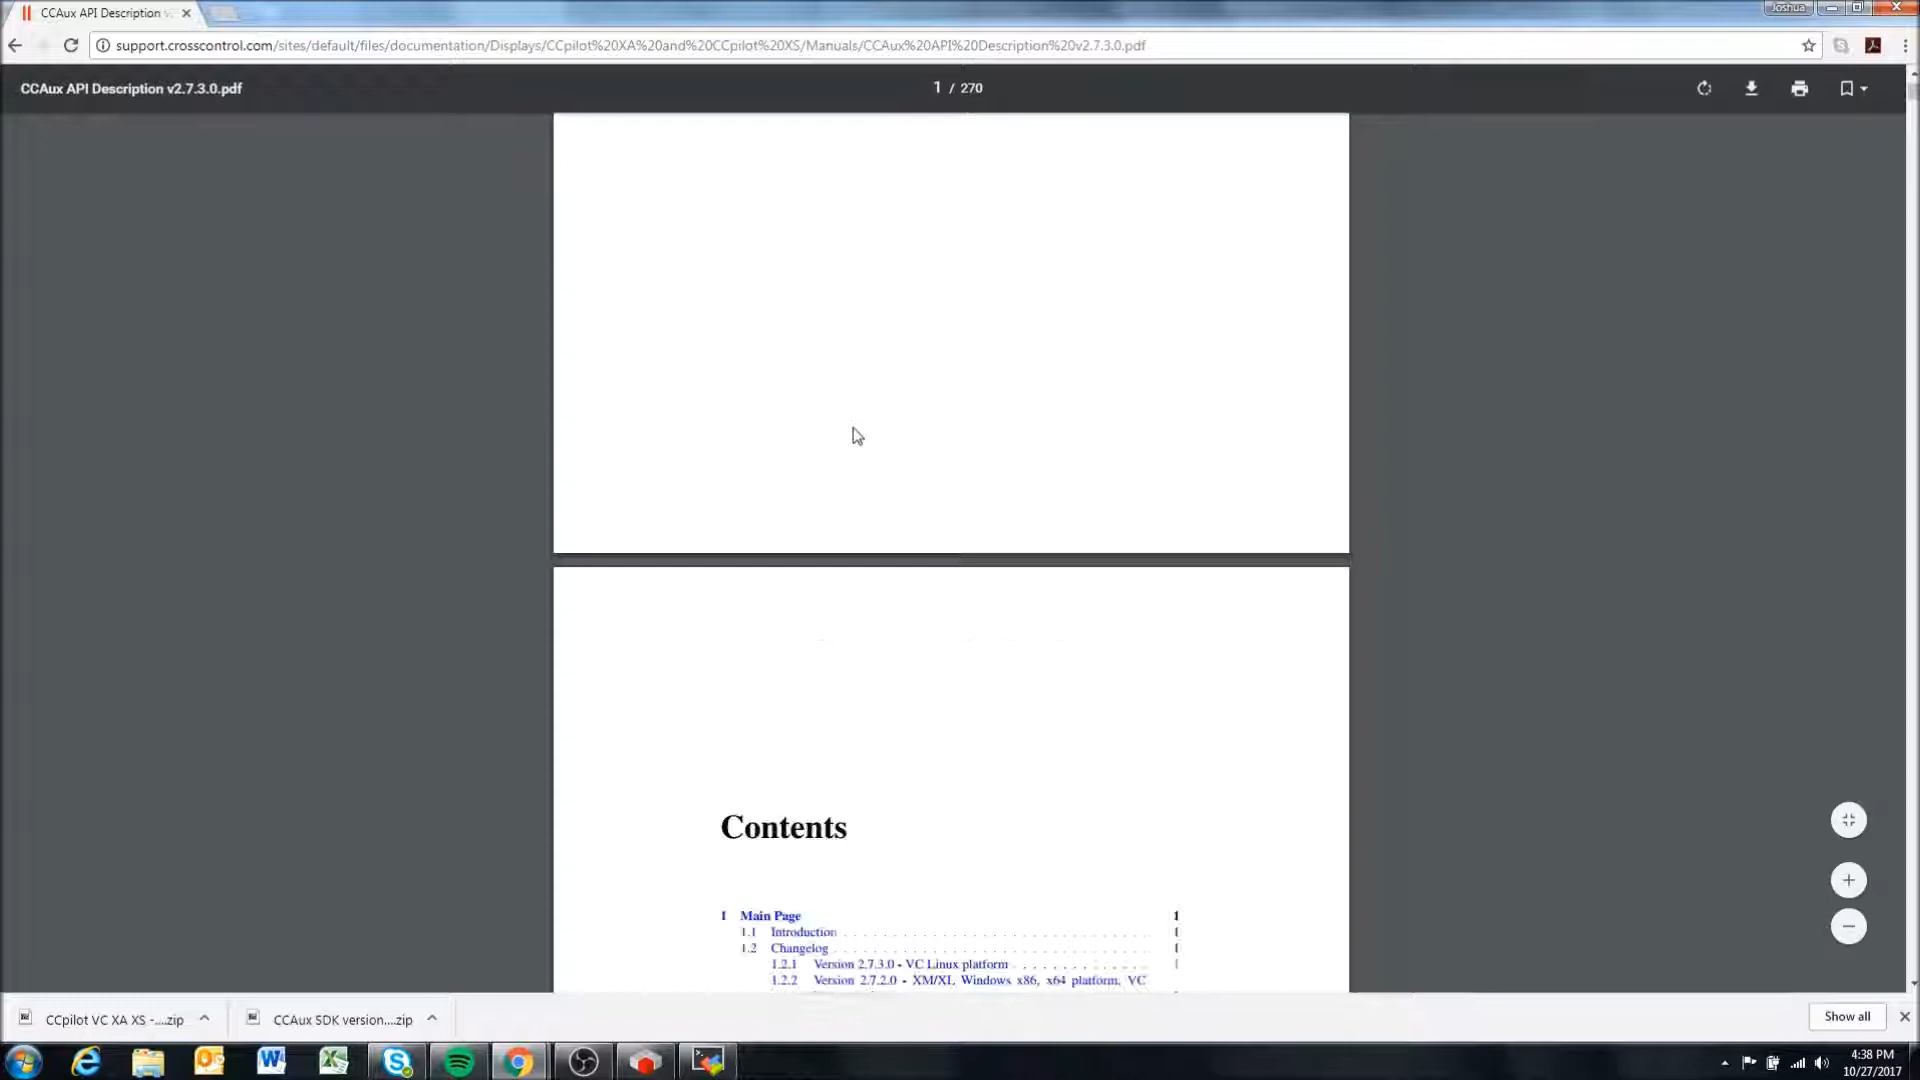 CCAux API Description v
Joshua
support.crosscontrol.com/sites/default/files/documentation/Displays/CCpilot%20XA%20and%20CCpilot%20XS/Manuals/CCAux%20API%20Description%20v2.7.3.0.pdf
CCAux API Description v2.7.3.0.pdf
1 / 270
Contents
1 Main Page 1
1.1 Introduction 1
1.2 Changelog 1
1.2.1 Version 2.7.3.0 - VC Linux platform 1
1.2.2 Version 2.7.2.0 - XM/XL Windows x86, x64 platform, VC
CCpilot VC XA XS -....zip
CCAux SDK version....zip
Show all
4:38 PM
10/27/2017